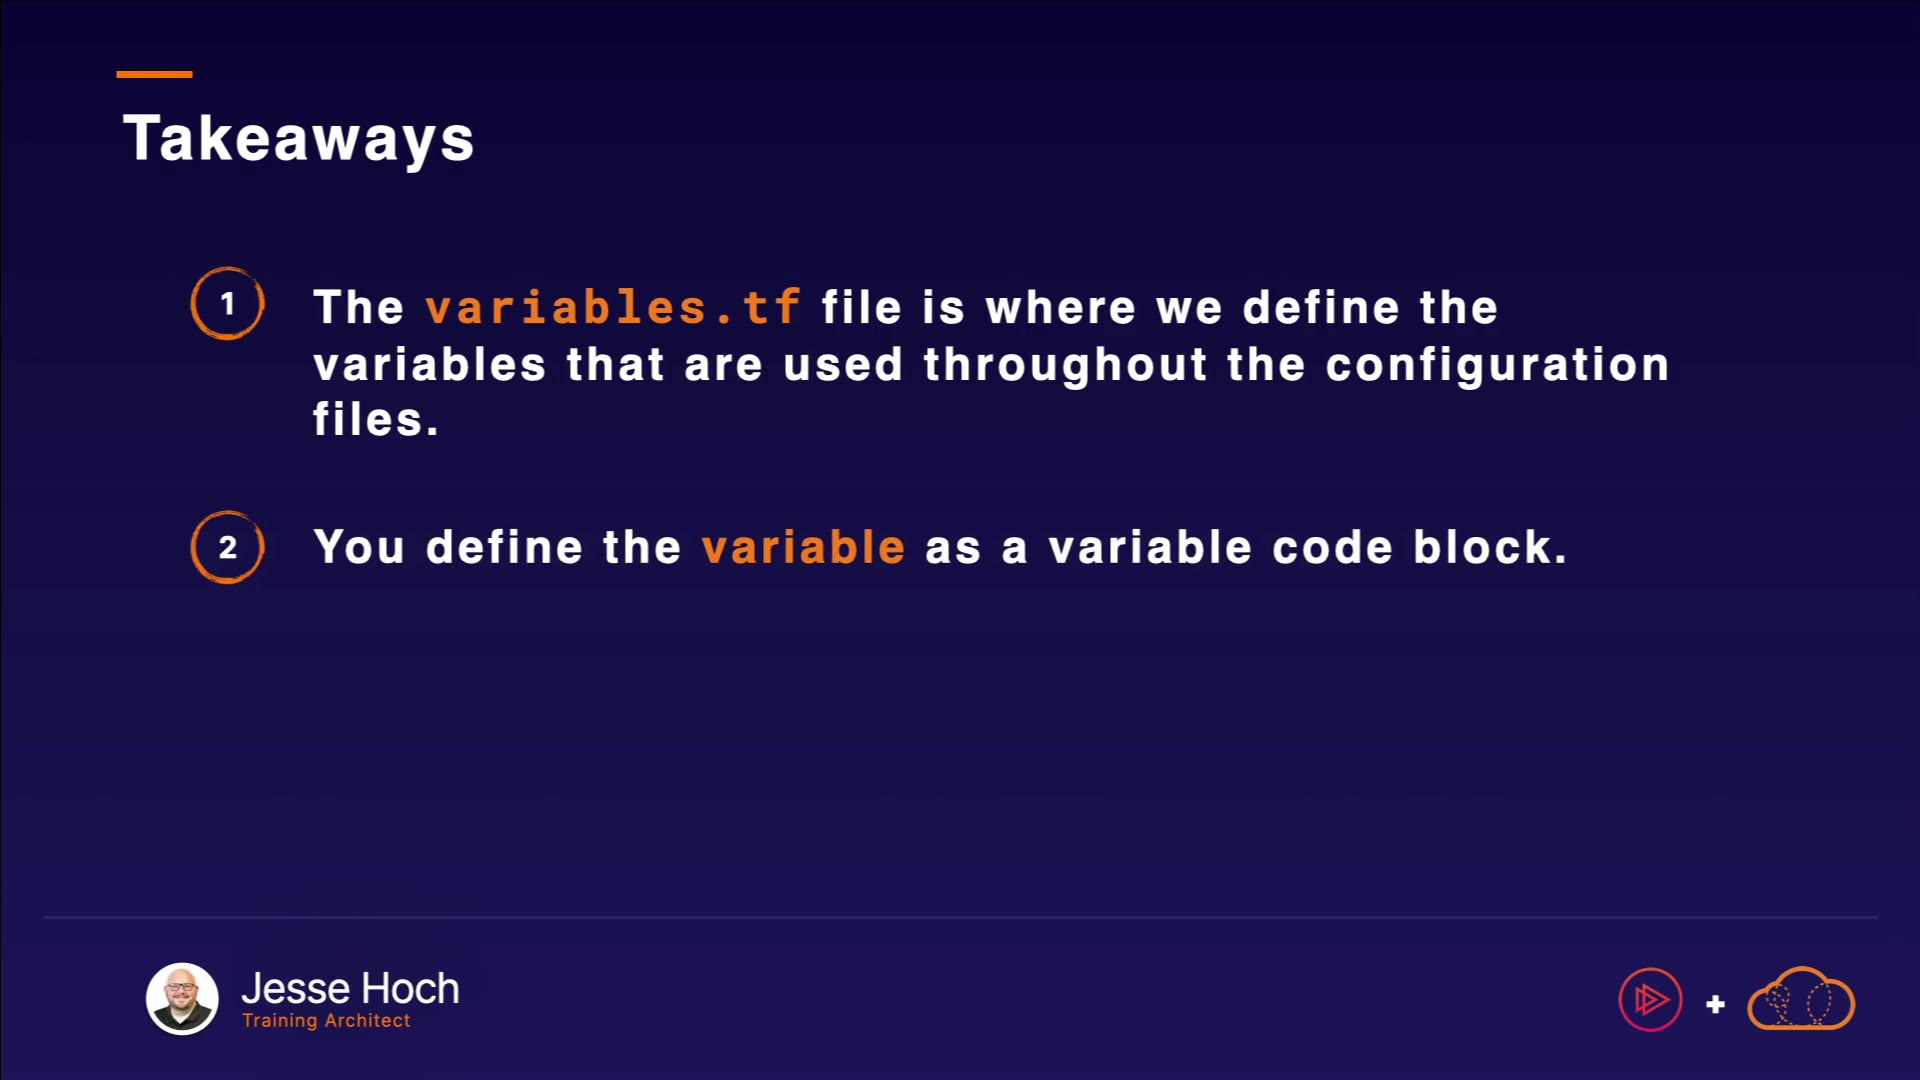 Takeaways
1
The variables.tf file is where we define the
variables that are used throughout the configuration
files.
2
You define the variable as a variable code block.
Jesse Hoch
Training Architect
+